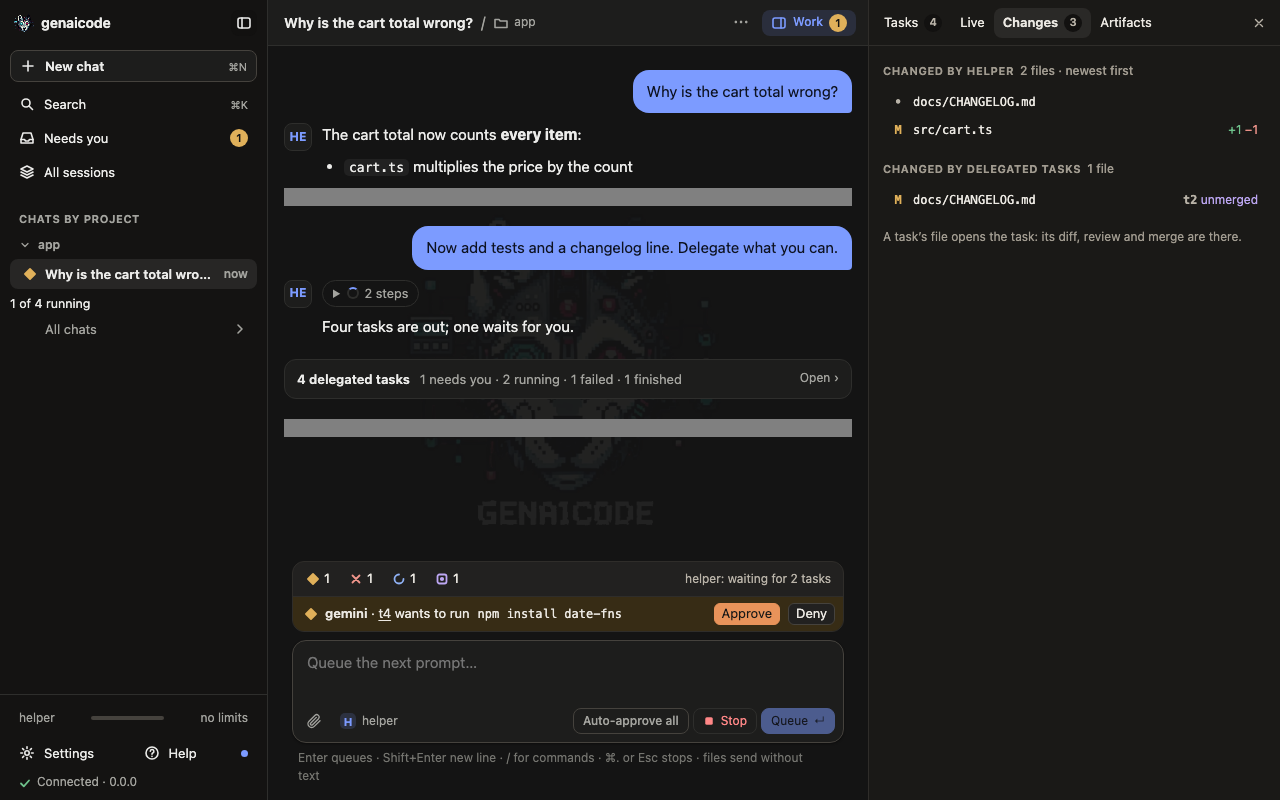 genaicode
New chat ⌘N
Search ⌘K
Needs you 1
All sessions
CHATS BY PROJECT
app
Why is the cart total wro... now
1 of 4 running
All chats
helper no limits
Settings Help
Connected · 0.0.0
Why is the cart total wrong? / app
··· Work 1
Why is the cart total wrong?
HE The cart total now counts every item:
• cart.ts multiplies the price by the count
Now add tests and a changelog line. Delegate what you can.
HE 2 steps
Four tasks are out; one waits for you.
4 delegated tasks 1 needs you · 2 running · 1 failed · 1 finished Open ›
GENAICODE
1 1 1 1 helper: waiting for 2 tasks
gemini · t4 wants to run npm install date-fns Approve Deny
Queue the next prompt...
H helper Auto-approve all Stop Queue ↵
Enter queues · Shift+Enter new line · / for commands · ⌘. or Esc stops · files send without
text
Tasks 4 Live Changes 3 Artifacts ×
CHANGED BY HELPER 2 files · newest first
• docs/CHANGELOG.md
M src/cart.ts +1 −1
CHANGED BY DELEGATED TASKS 1 file
M docs/CHANGELOG.md t2 unmerged
A task’s file opens the task: its diff, review and merge are there.